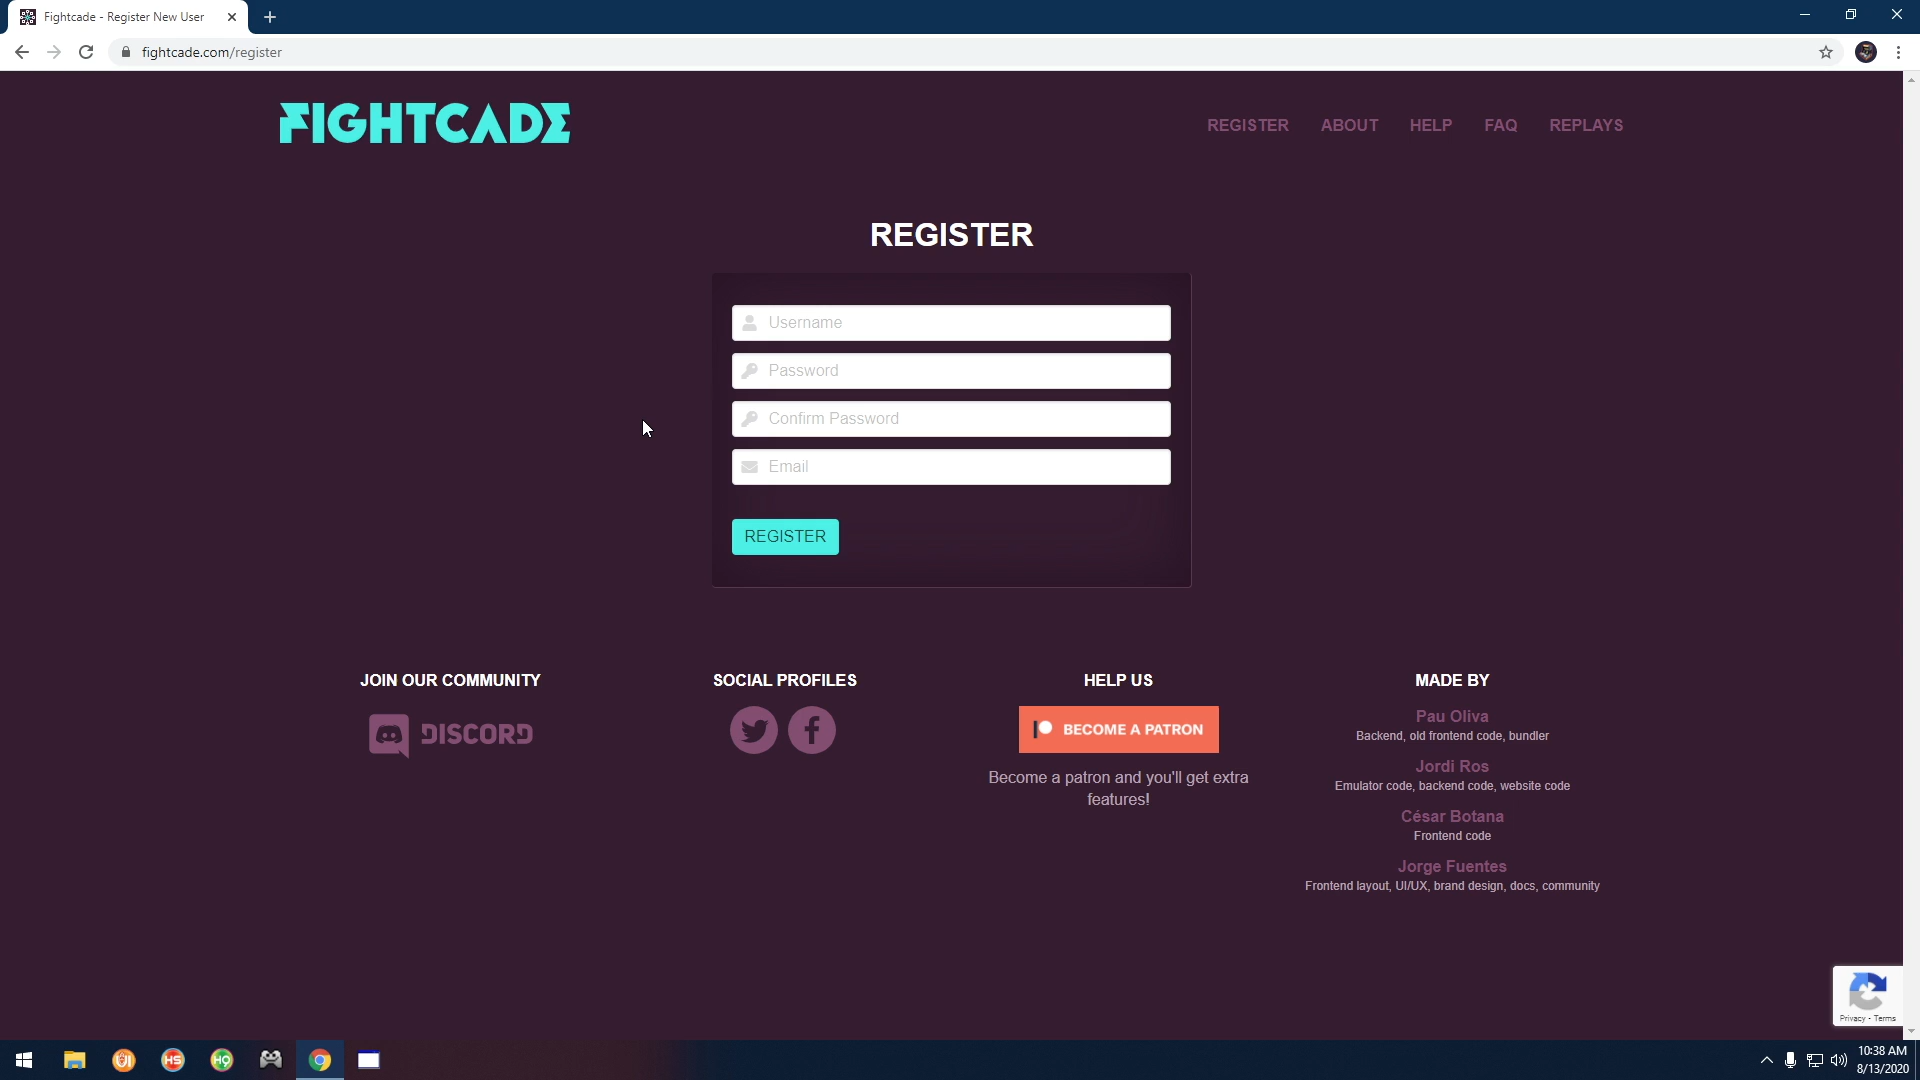 Fightcade - Register New User
fightcade.com/register
FIGHTCADE
REGISTER ABOUT HELP FAQ REPLAYS
REGISTER
Username
Password
Confirm Password
Email
REGISTER
JOIN OUR COMMUNITY
DISCORD
SOCIAL PROFILES
HELP US
BECOME A PATRON
Become a patron and you'll get extra
features!
MADE BY
Pau Oliva
Backend, old frontend code, bundler
Jordi Ros
Emulator code, backend code, website code
César Botana
Frontend code
Jorge Fuentes
Frontend layout, UI/UX, brand design, docs, community
Privacy - Terms
HS
HQ
10:38 AM
8/13/2020